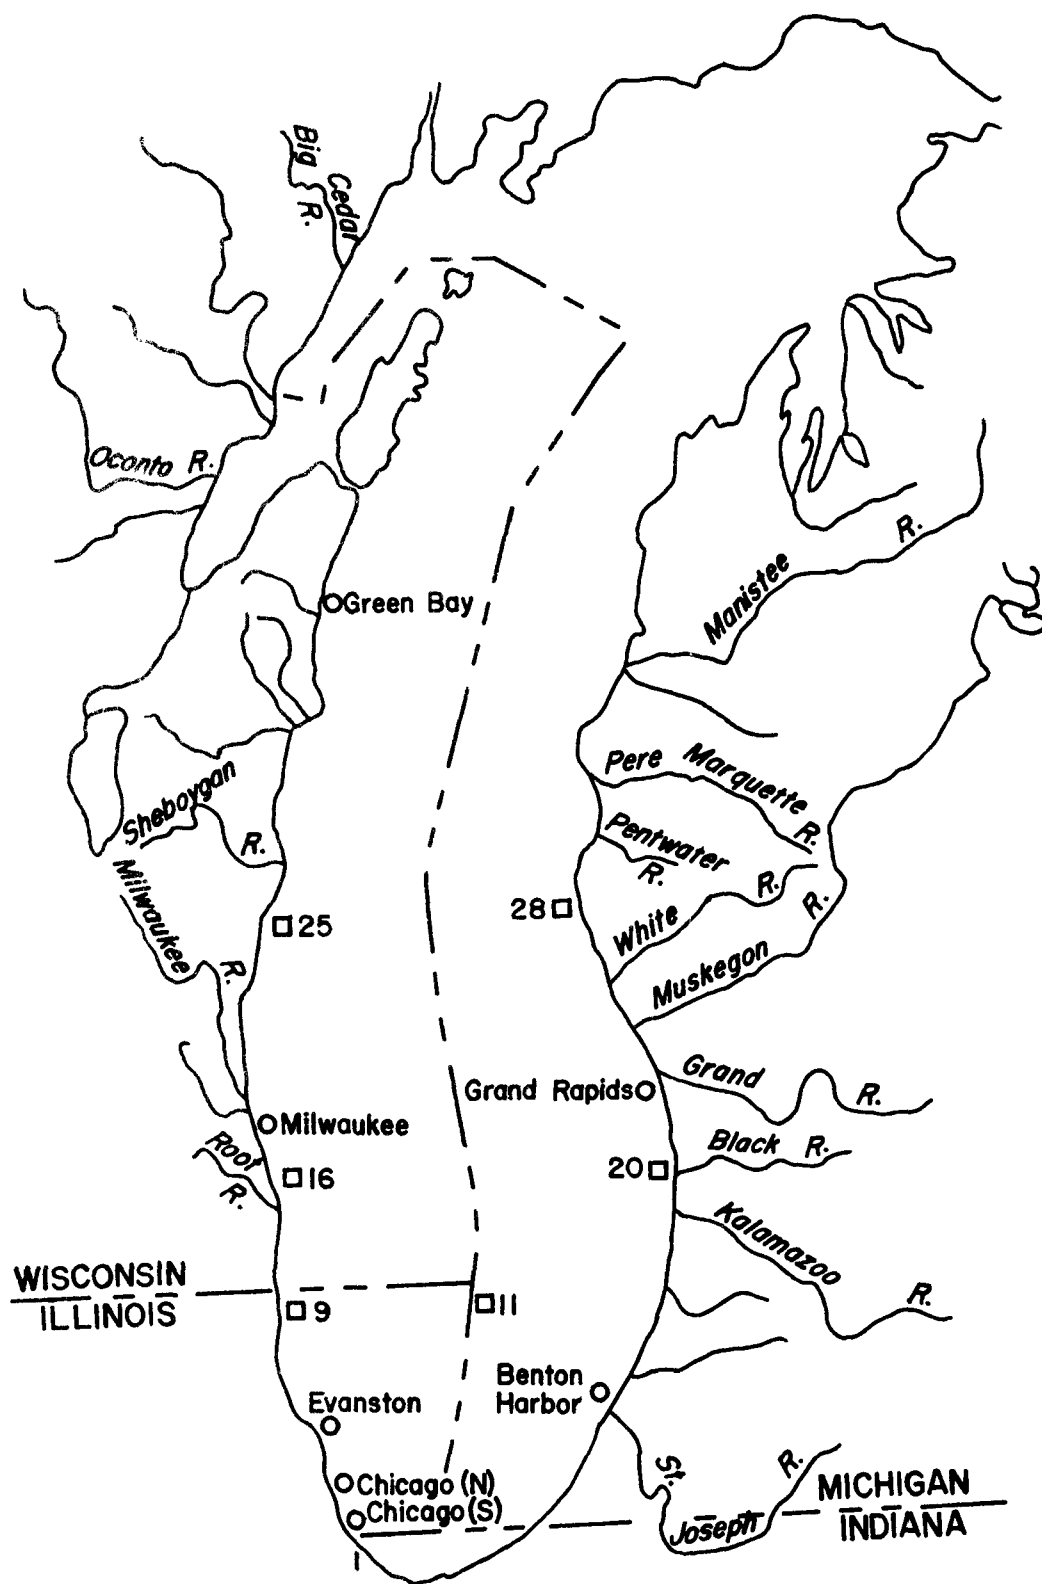 Big Cedar R.
Oconto R.
Green Bay
Manistee R.
Pere Marquette R.
Sheboygan R.
Pentwater R.
Milwaukee R.
28
25
White R.
Muskegon R.
Grand Rapids
Grand R.
Milwaukee
Root R.
16
20
Black R.
Kalamazoo R.
WISCONSIN
ILLINOIS
9
11
Evanston
Benton
Harbor
Chicago (N)
Chicago (S)
St. Joseph R.
MICHIGAN
INDIANA